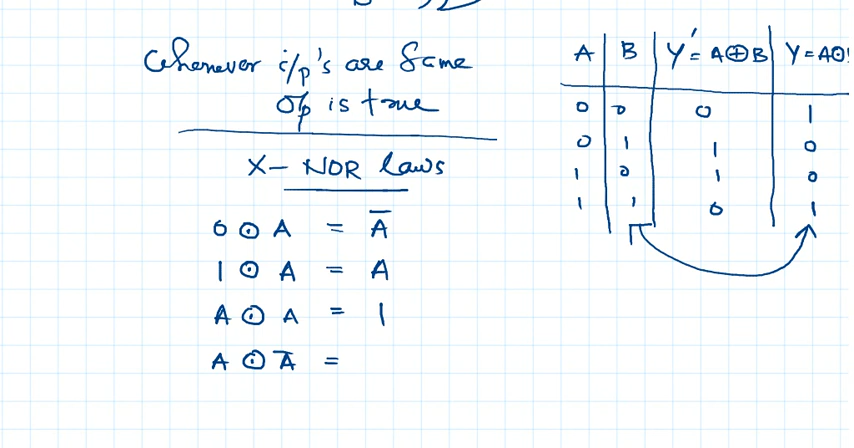 Whenever i/p's are Same
O/p is true
X-NOR laws
0 ⊙ A = A̅
1 ⊙ A = A
A ⊙ A = 1
A ⊙ A̅ =
A B Y' = A⊕B Y = A⊙
0 0 0 1
0 1 1 0
1 0 1 0
1 1 0 1